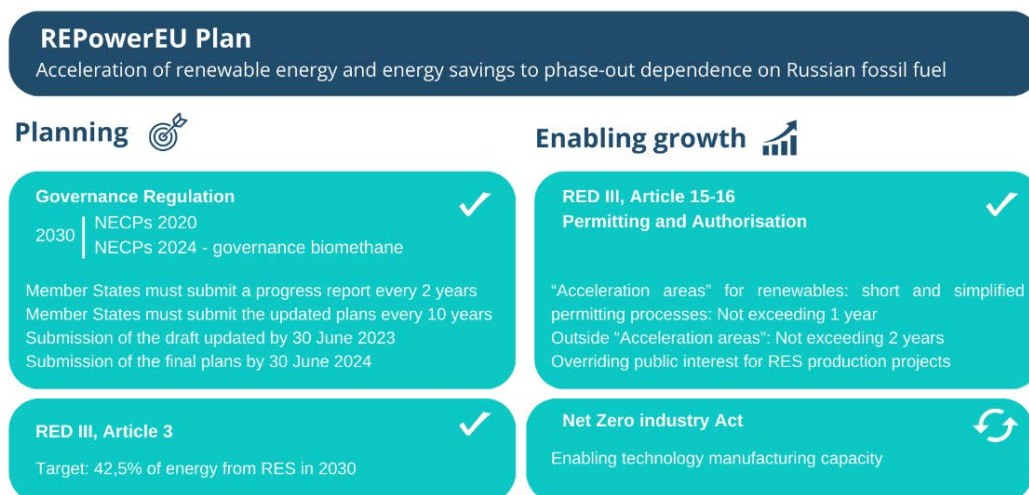 REPowerEU Plan
Acceleration of renewable energy and energy savings to phase-out dependence on Russian fossil fuel
Planning
Governance Regulation
2030
NECPs 2020
NECPs 2024 - governance biomethane
Member States must submit a progress report every 2 years
Member States must submit the updated plans every 10 years
Submission of the draft updated by 30 June 2023
Submission of the final plans by 30 June 2024
RED III, Article 3
Target: 42,5% of energy from RES in 2030
Enabling growth
RED III, Article 15-16
Permitting and Authorisation
“Acceleration areas” for renewables: short and simplified
permitting processes: Not exceeding 1 year
Outside “Acceleration areas”: Not exceeding 2 years
Overriding public interest for RES production projects
Net Zero industry Act
Enabling technology manufacturing capacity